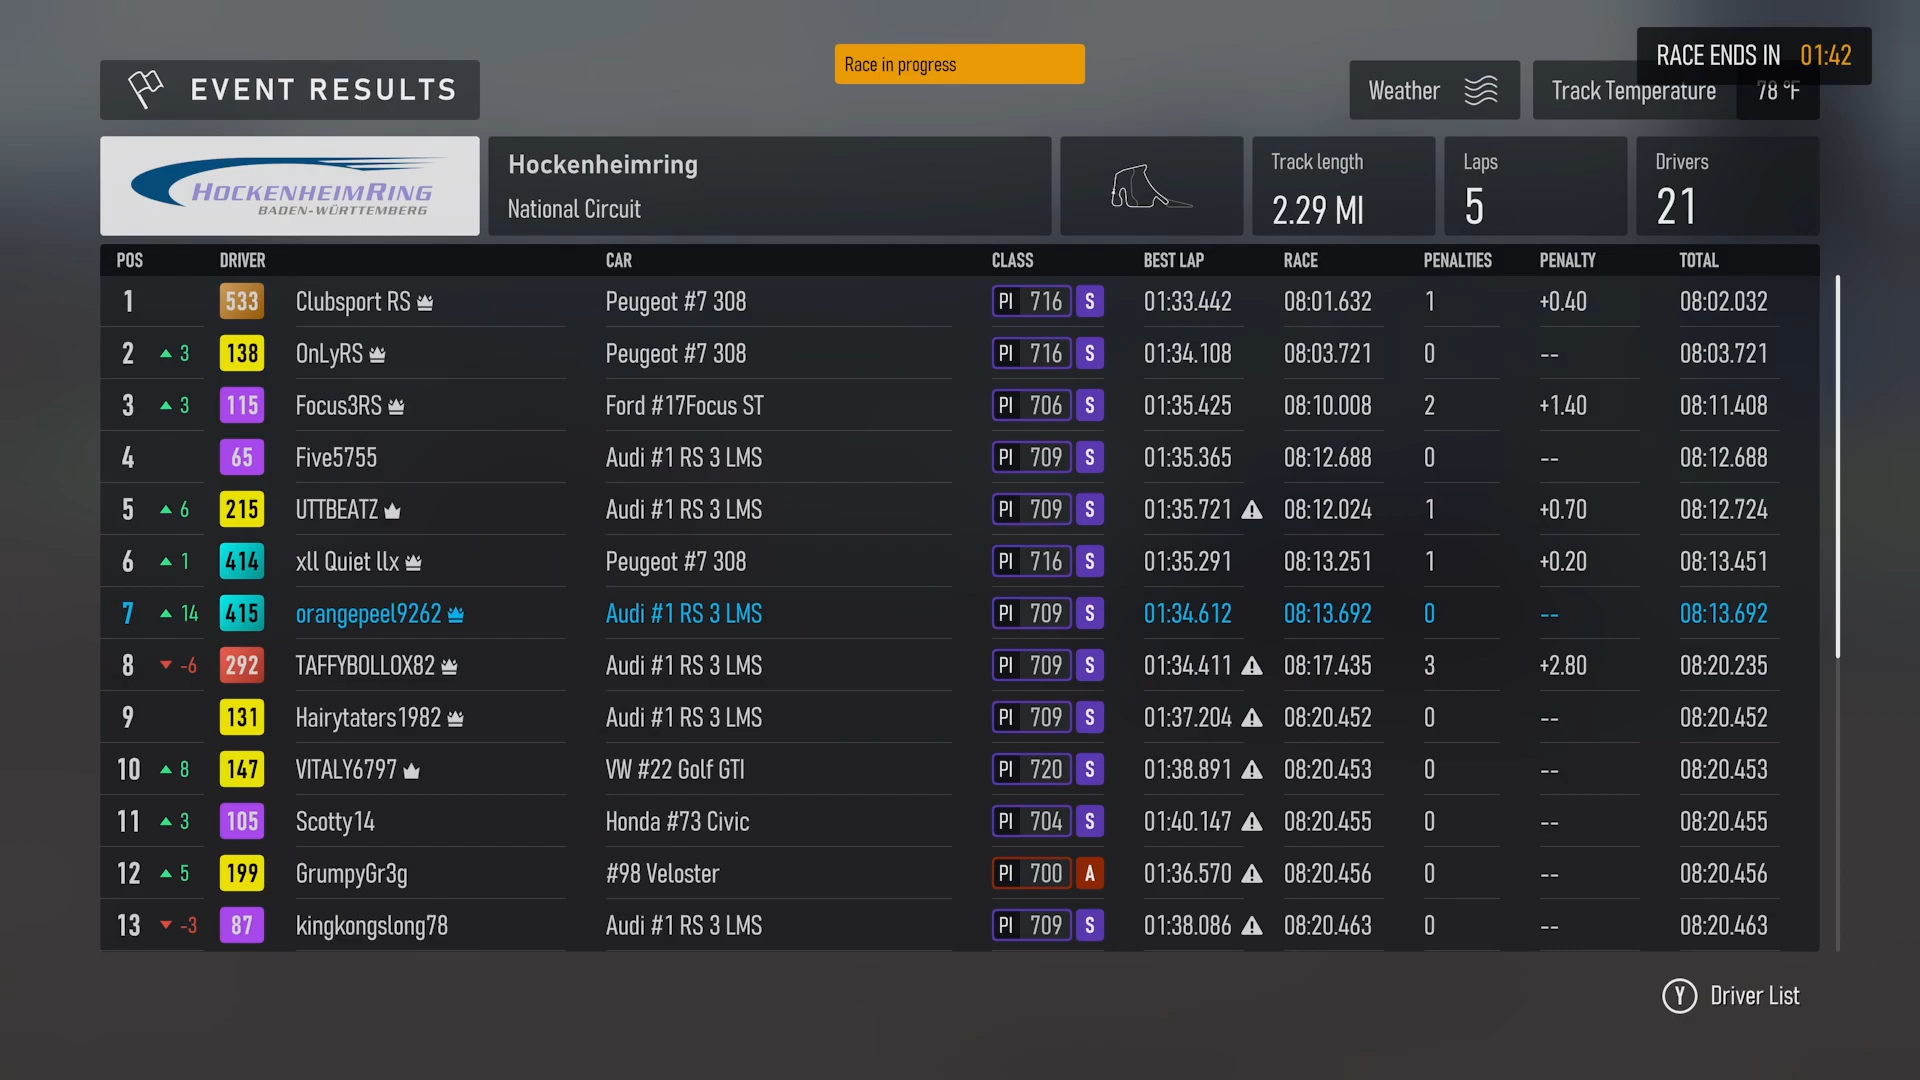 RACE ENDS IN 01:42
Race in progress
EVENT RESULTS
Weather
Track Temperature 78 °F
HOCKENHEIMRING
BADEN-WÜRTTEMBERG
Hockenheimring
National Circuit
Track length
2.29 MI
Laps
5
Drivers
21
POS DRIVER CAR CLASS BEST LAP RACE PENALTIES PENALTY TOTAL
1 533 Clubsport RS Peugeot #7 308 PI 716 S 01:33.442 08:01.632 1 +0.40 08:02.032
2 3 138 OnLyRS Peugeot #7 308 PI 716 S 01:34.108 08:03.721 0 -- 08:03.721
3 3 115 Focus3RS Ford #17Focus ST PI 706 S 01:35.425 08:10.008 2 +1.40 08:11.408
4 65 Five5755 Audi #1 RS 3 LMS PI 709 S 01:35.365 08:12.688 0 -- 08:12.688
5 6 215 UTTBEATZ Audi #1 RS 3 LMS PI 709 S 01:35.721 08:12.024 1 +0.70 08:12.724
6 1 414 xll Quiet llx Peugeot #7 308 PI 716 S 01:35.291 08:13.251 1 +0.20 08:13.451
7 14 415 orangepeel9262 Audi #1 RS 3 LMS PI 709 S 01:34.612 08:13.692 0 -- 08:13.692
8 -6 292 TAFFYBOLLOX82 Audi #1 RS 3 LMS PI 709 S 01:34.411 08:17.435 3 +2.80 08:20.235
9 131 Hairytaters1982 Audi #1 RS 3 LMS PI 709 S 01:37.204 08:20.452 0 -- 08:20.452
10 8 147 VITALY6797 VW #22 Golf GTI PI 720 S 01:38.891 08:20.453 0 -- 08:20.453
11 3 105 Scotty14 Honda #73 Civic PI 704 S 01:40.147 08:20.455 0 -- 08:20.455
12 5 199 GrumpyGr3g #98 Veloster PI 700 A 01:36.570 08:20.456 0 -- 08:20.456
13 -3 87 kingkongslong78 Audi #1 RS 3 LMS PI 709 S 01:38.086 08:20.463 0 -- 08:20.463
Y Driver List